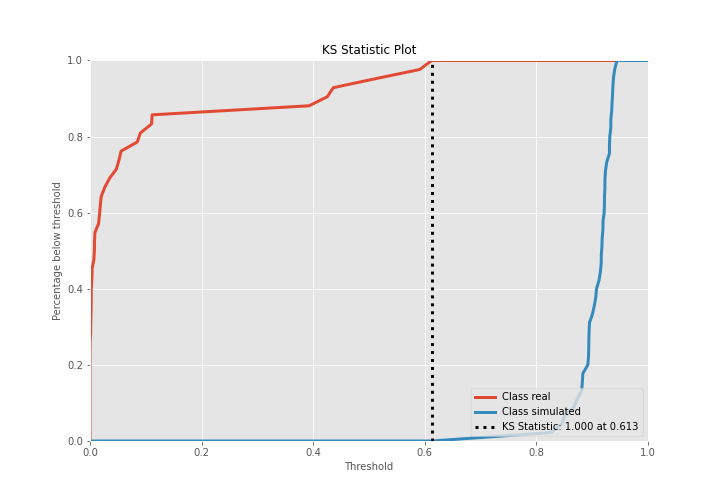 KS Statistic Plot
Percentage below threshold
1.0
0.8
0.6
0.4
0.2
0.0
Class real
Class simulated
KS Statistic: 1.000 at 0.613
0.0 0.2 0.4 0.6 0.8 1.0
Threshold